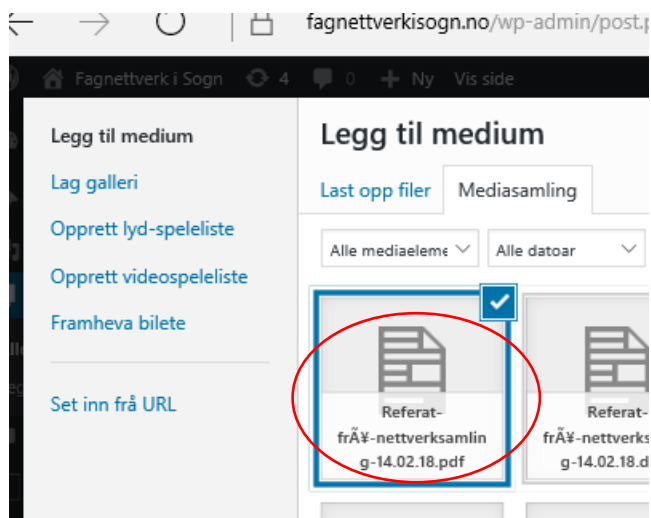 fagnettverkisogn.no/wp-admin/post.p
Fagnettverk i Sogn 4 0 + Ny Vis side
Legg til medium
Lag galleri
Opprett lyd-speleliste
Opprett videospeleliste
Framheva bilete
Set inn frå URL
Legg til medium
Last opp filer Mediasamling
Alle mediaeleme Alle datoar
Referat-
frÃ¥-nettverksamlin
g-14.02.18.pdf
Referat-
frÃ¥-nettverks
g-14.02.18.d